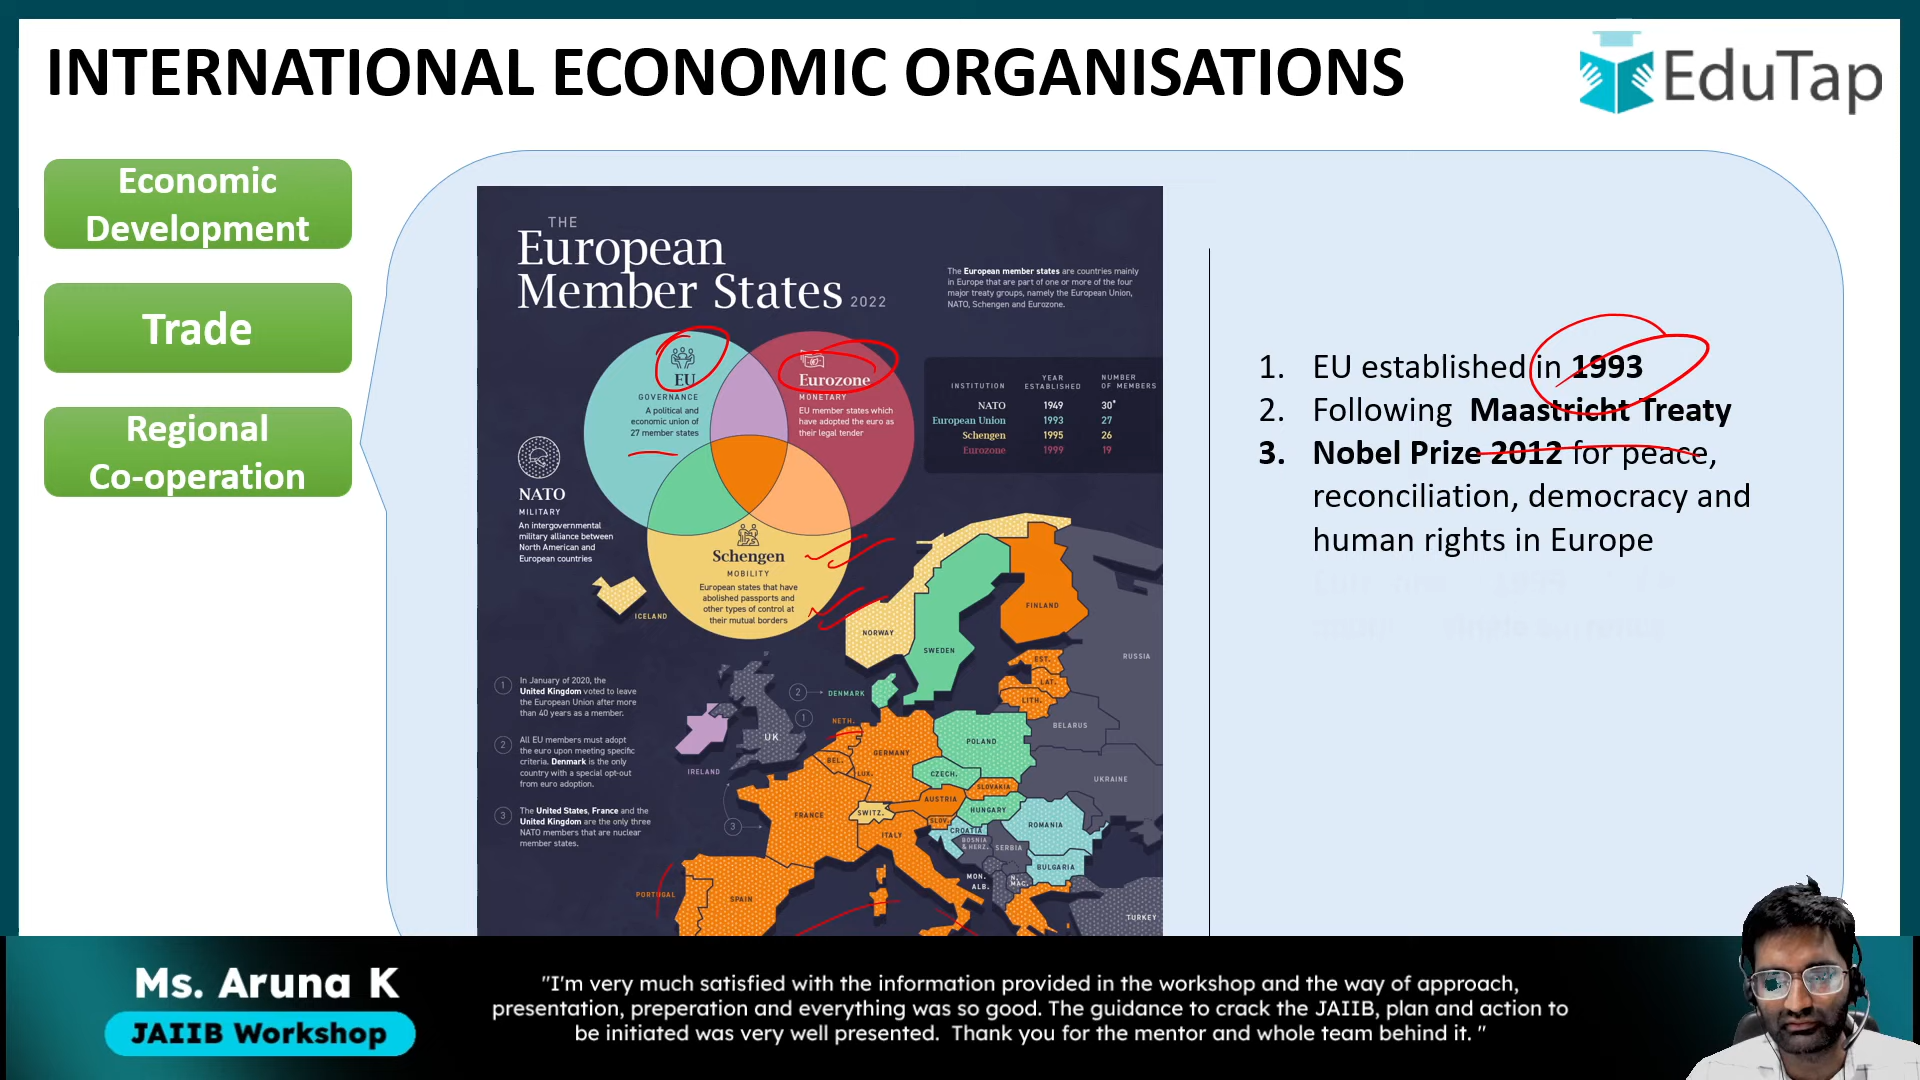 INTERNATIONAL ECONOMIC ORGANISATIONS
EduTap
Economic
Development
Trade
Regional
Co-operation
THE
European
Member States 2022
The European member states are countries mainly
in Europe that are part of one or more of the four
major treaty groups, namely the European Union,
NATO, Schengen and Eurozone.
EU
GOVERNANCE
A political and
economic union of
27 member states
Eurozone
MONETARY
EU member states which
have adopted the euro as
their legal tender
INSTITUTION YEAR ESTABLISHED NUMBER OF MEMBERS
NATO 1949 30*
European Union 1993 27
Schengen 1995 26
Eurozone 1999 19
NATO
MILITARY
An intergovernmental
military alliance between
North American and
European countries
Schengen
MOBILITY
European states that have
abolished passports and
other types of control at
their mutual borders
ICELAND
NORWAY
SWEDEN
FINLAND
RUSSIA
EST.
LAT.
LITH.
BELARUS
1 In January of 2020, the
United Kingdom voted to leave
the European Union after more
than 40 years as a member.
2 All EU members must adopt
the euro upon meeting specific
criteria. Denmark is the only
country with a special opt-out
from euro adoption.
3 The United States, France and the
United Kingdom are the only three
NATO members that are nuclear
member states.
2 DENMARK
1
NETH.
UK
IRELAND
BEL.
LUX.
GERMANY
POLAND
CZECH.
SLOVAKIA
UKRAINE
3
FRANCE
SWITZ.
AUSTRIA
HUNGARY
SLOV.
CROATIA
ROMANIA
ITALY
BOSNIA
& HERZ.
SERBIA
BULGARIA
MON.
ALB.
N.
MAC.
PORTUGAL
SPAIN
TURKEY
1. EU established in 1993
2. Following Maastricht Treaty
3. Nobel Prize 2012 for peace,
reconciliation, democracy and
human rights in Europe
Ms. Aruna K
JAIIB Workshop
"I'm very much satisfied with the information provided in the workshop and the way of approach,
presentation, preperation and everything was so good. The guidance to crack the JAIIB, plan and action to
be initiated was very well presented. Thank you for the mentor and whole team behind it. "